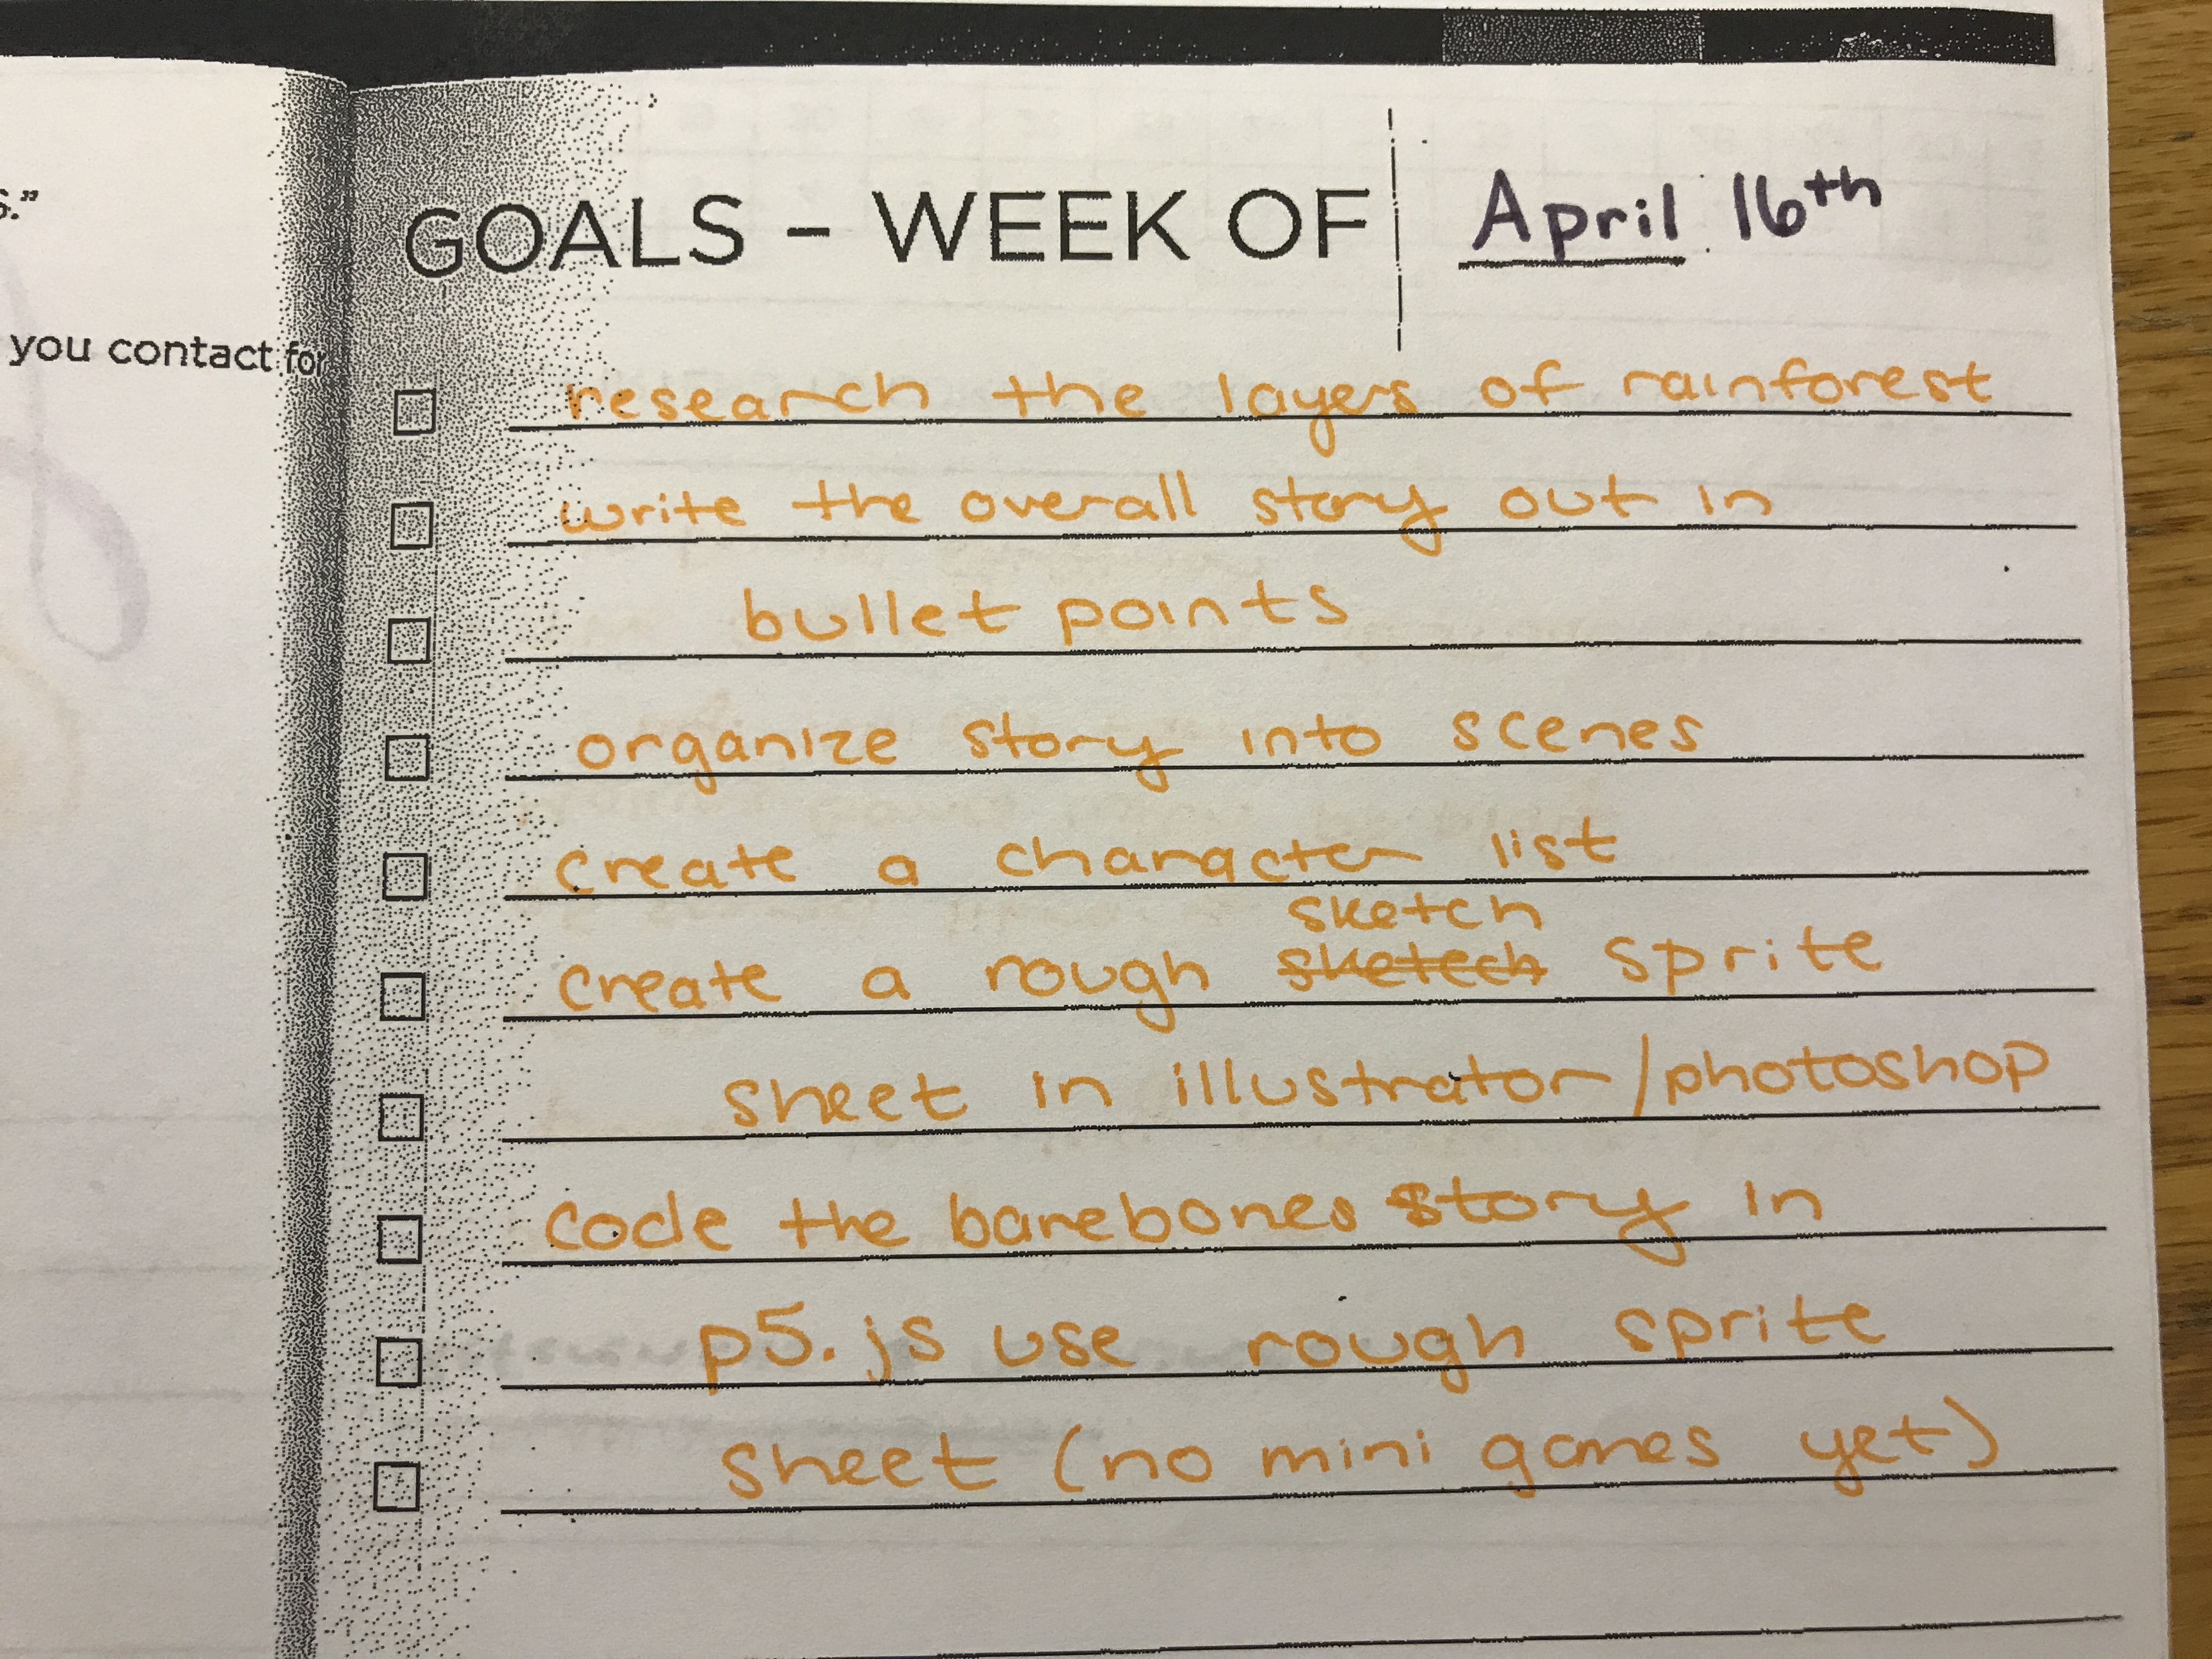 s."
you contact for
GOALS - WEEK OF April 16th
research the layers of rainforest
write the overall story out in
bullet points
organize story into scenes
create a character list
sketch
create a rough sketech sprite
sheet in illustrator/photoshop
code the barebones story in
p5.js use rough sprite
sheet (no mini games yet)